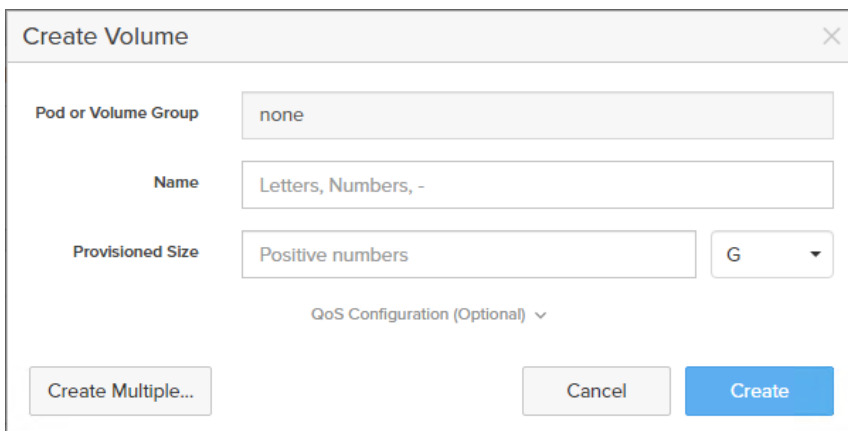 Create Volume
Pod or Volume Group
none
Name
Letters, Numbers, -
Provisioned Size
Positive numbers
G
QoS Configuration (Optional)
Create Multiple...
Cancel
Create